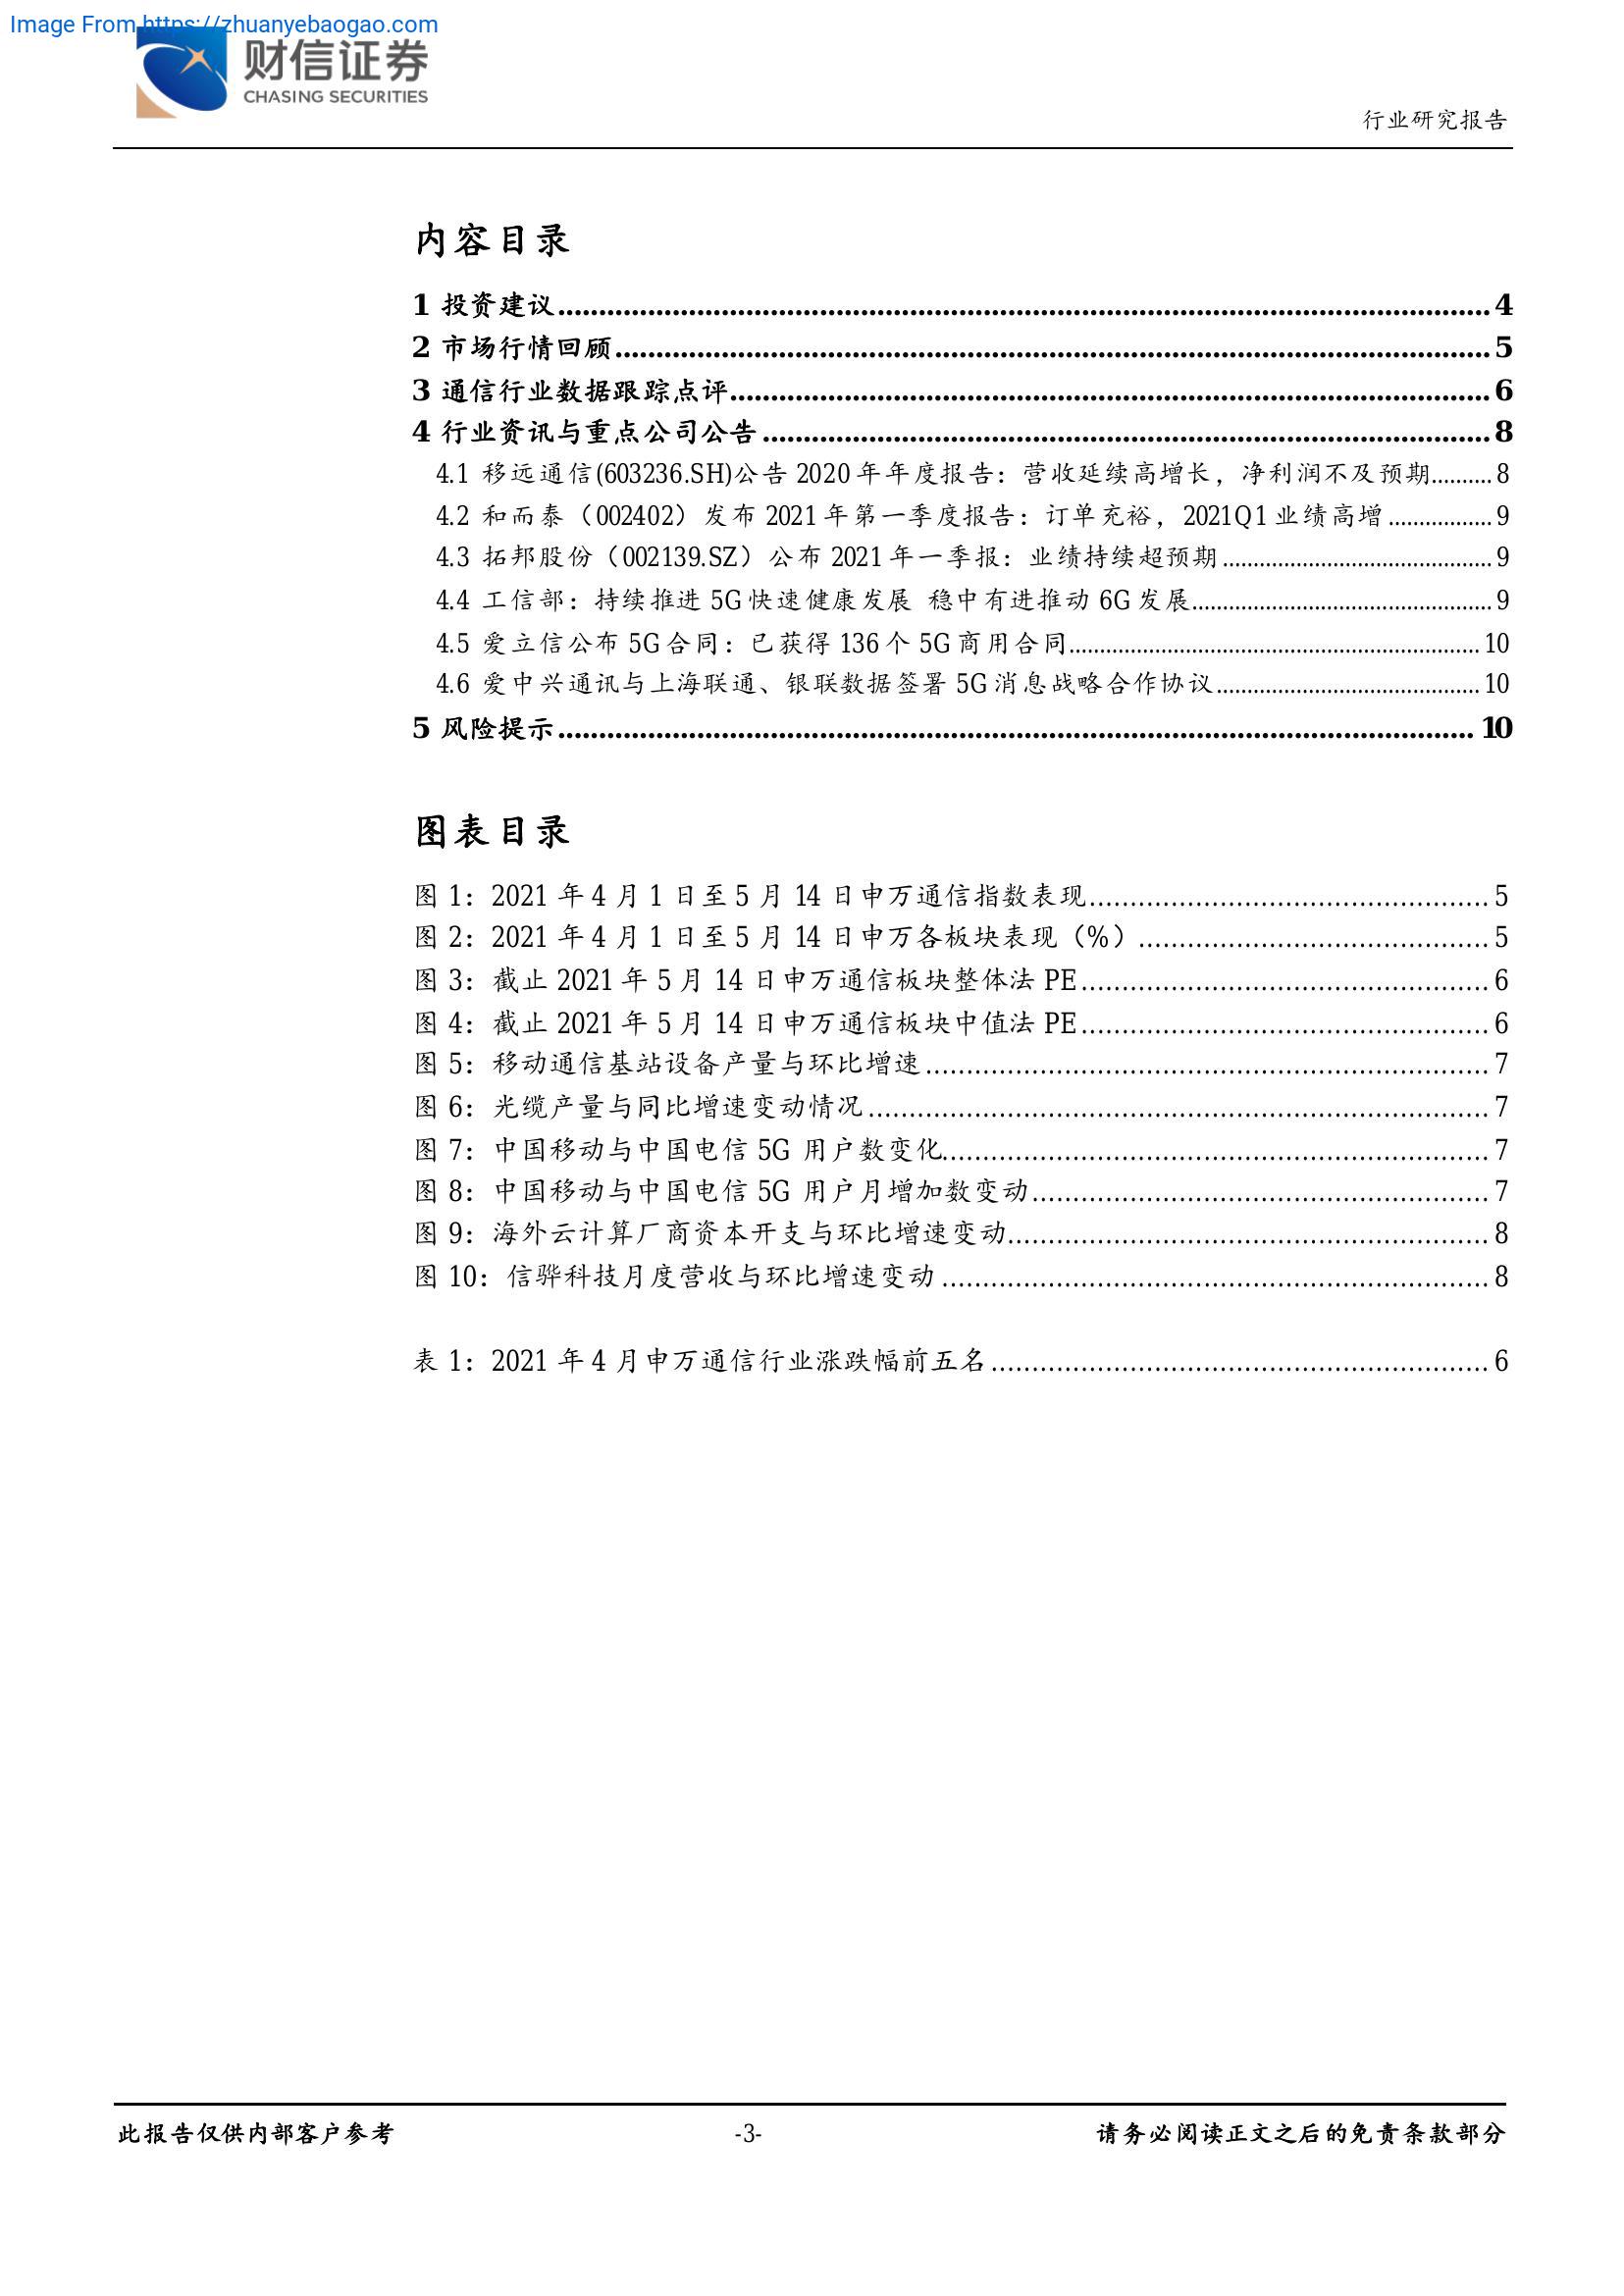 Image From https://zhuanyebaogao.com
财信证券
CHASING SECURITIES
行业研究报告
内容目录
1 投资建议........................................4
2 市场行情回顾........................................5
3 通信行业数据跟踪点评........................................6
4 行业资讯与重点公司公告........................................8
4.1 移远通信(603236.SH)公告 2020 年年度报告：营收延续高增长，净利润不及预期..........8
4.2 和而泰（002402）发布 2021 年第一季度报告：订单充裕，2021Q1 业绩高增.................9
4.3 拓邦股份（002139.SZ）公布 2021 年一季报：业绩持续超预期........................................9
4.4 工信部：持续推进 5G 快速健康发展 稳中有进推动 6G 发展........................................9
4.5 爱立信公布 5G 合同：已获得 136 个 5G 商用合同........................................10
4.6 爱中兴通讯与上海联通、银联数据签署 5G 消息战略合作协议........................................10
5 风险提示........................................10
图表目录
图 1：2021 年 4 月 1 日至 5 月 14 日申万通信指数表现........................................5
图 2：2021 年 4 月 1 日至 5 月 14 日申万各板块表现（%）........................................5
图 3：截止 2021 年 5 月 14 日申万通信板块整体法 PE........................................6
图 4：截止 2021 年 5 月 14 日申万通信板块中值法 PE........................................6
图 5：移动通信基站设备产量与环比增速........................................7
图 6：光缆产量与同比增速变动情况........................................7
图 7：中国移动与中国电信 5G 用户数变化........................................7
图 8：中国移动与中国电信 5G 用户月增加数变动........................................7
图 9：海外云计算厂商资本开支与环比增速变动........................................8
图 10：信骅科技月度营收与环比增速变动........................................8
表 1：2021 年 4 月申万通信行业涨跌幅前五名........................................6
此报告仅供内部客户参考
-3-
请务必阅读正文之后的免责条款部分